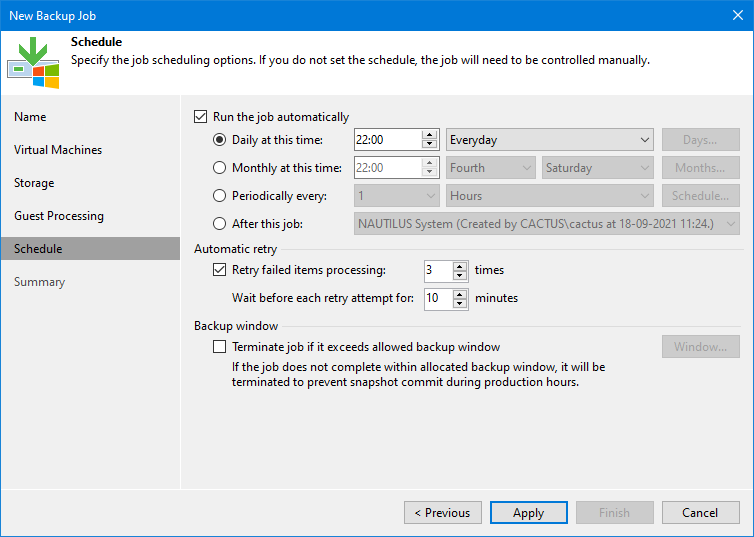 New Backup Job
Schedule
Specify the job scheduling options. If you do not set the schedule, the job will need to be controlled manually.
Name
Virtual Machines
Storage
Guest Processing
Schedule
Summary
Run the job automatically
Daily at this time: 22:00 Everyday Days...
Monthly at this time: 22:00 Fourth Saturday Months...
Periodically every: 1 Hours Schedule...
After this job: NAUTILUS System (Created by CACTUS\cactus at 18-09-2021 11:24.)
Automatic retry
Retry failed items processing: 3 times
Wait before each retry attempt for: 10 minutes
Backup window
Terminate job if it exceeds allowed backup window Window...
If the job does not complete within allocated backup window, it will be
terminated to prevent snapshot commit during production hours.
< Previous Apply Finish Cancel